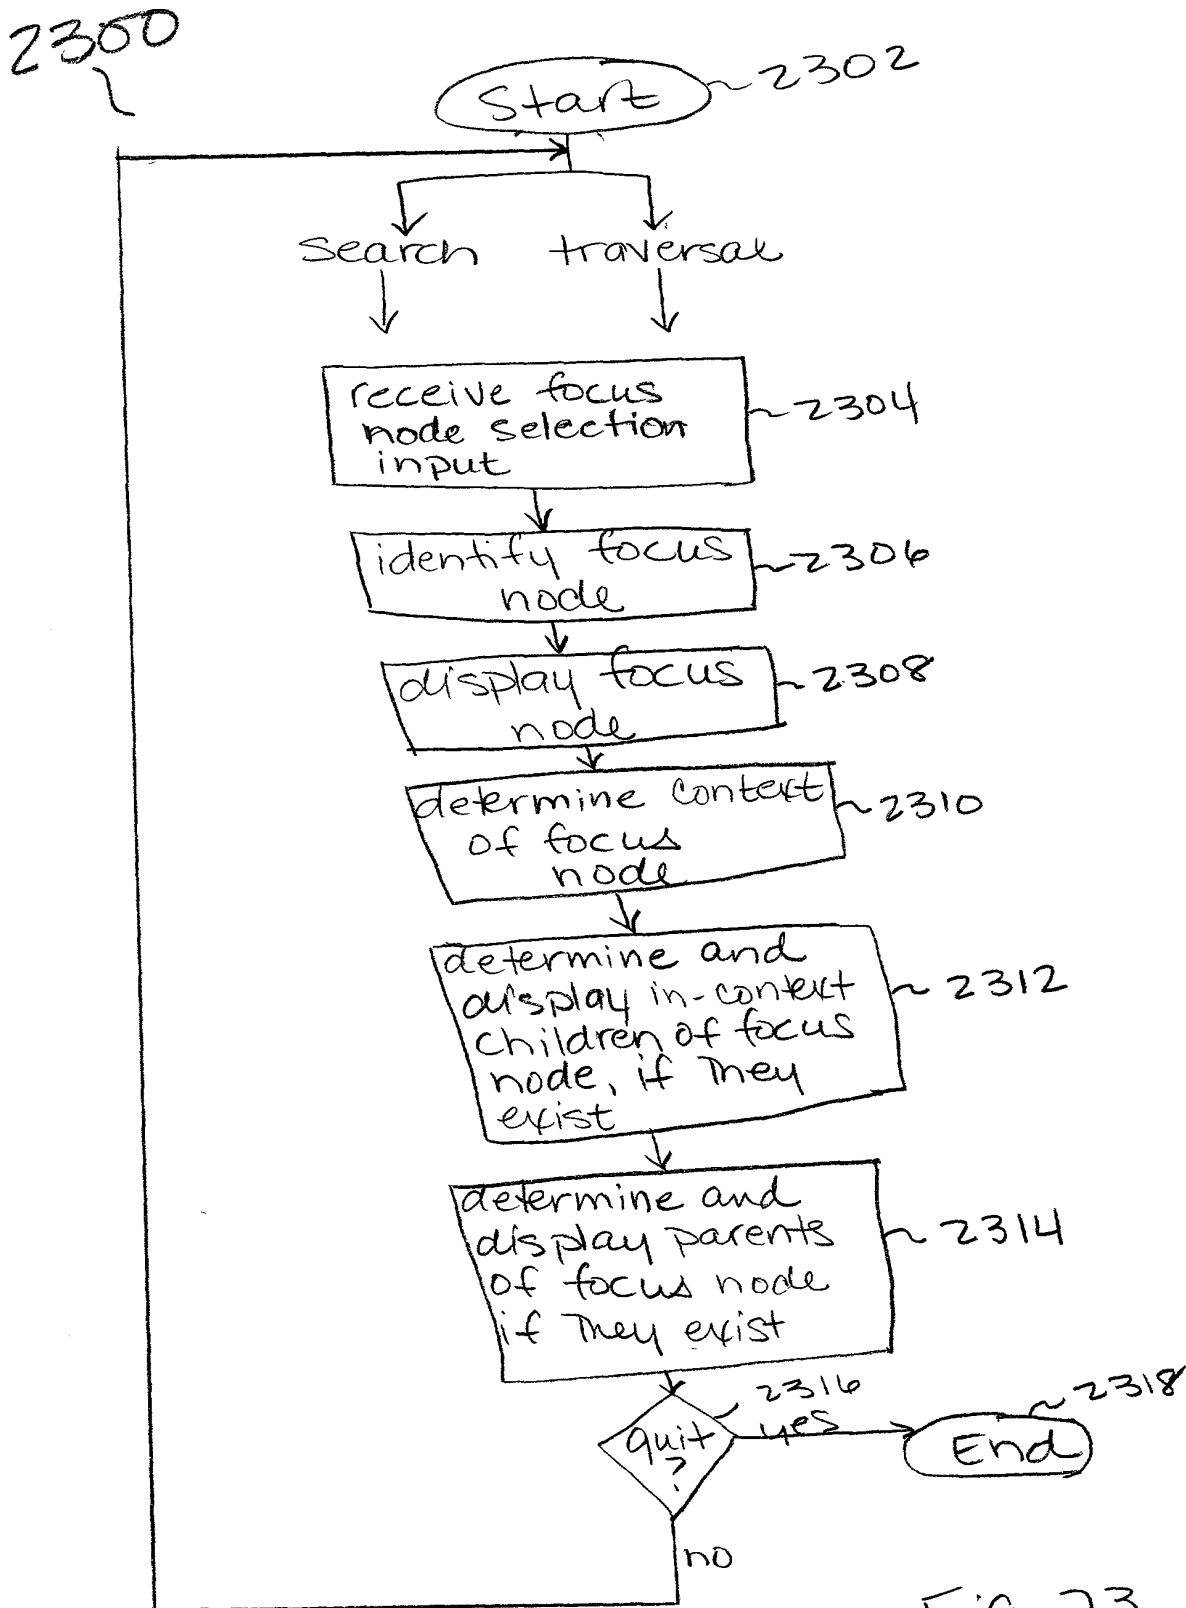 2300
Start
2302
search traversal
receive focus
node selection
input
2304
identify focus
node
2306
display focus
node
2308
determine context
of focus
node
2310
determine and
display in-context
children of focus
node, if they
exist
2312
determine and
display parents
of focus node
if they exist
2314
quit
?
2316
yes
End
2318
no
Fig. 23